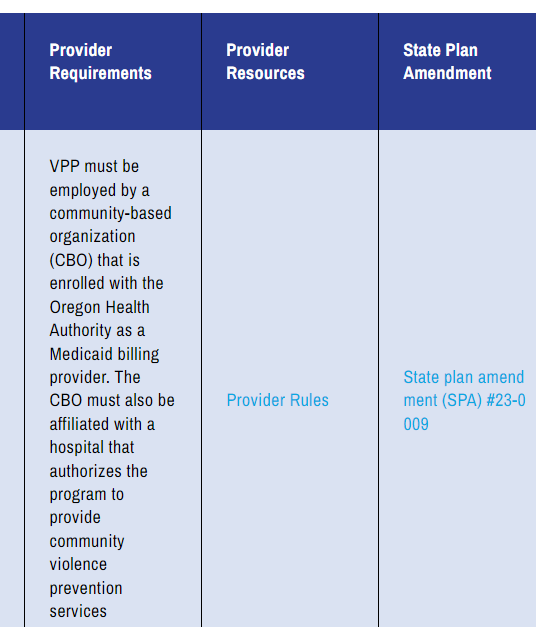 Provider
Requirements
Provider
Resources
State Plan
Amendment
VPP must be
employed by a
community-based
organization
(CBO) that is
enrolled with the
Oregon Health
Authority as a
Medicaid billing
provider. The
CBO must also be
affiliated with a
hospital that
authorizes the
program to
provide
community
violence
prevention
services
Provider Rules
State plan amend
ment (SPA) #23-0
009